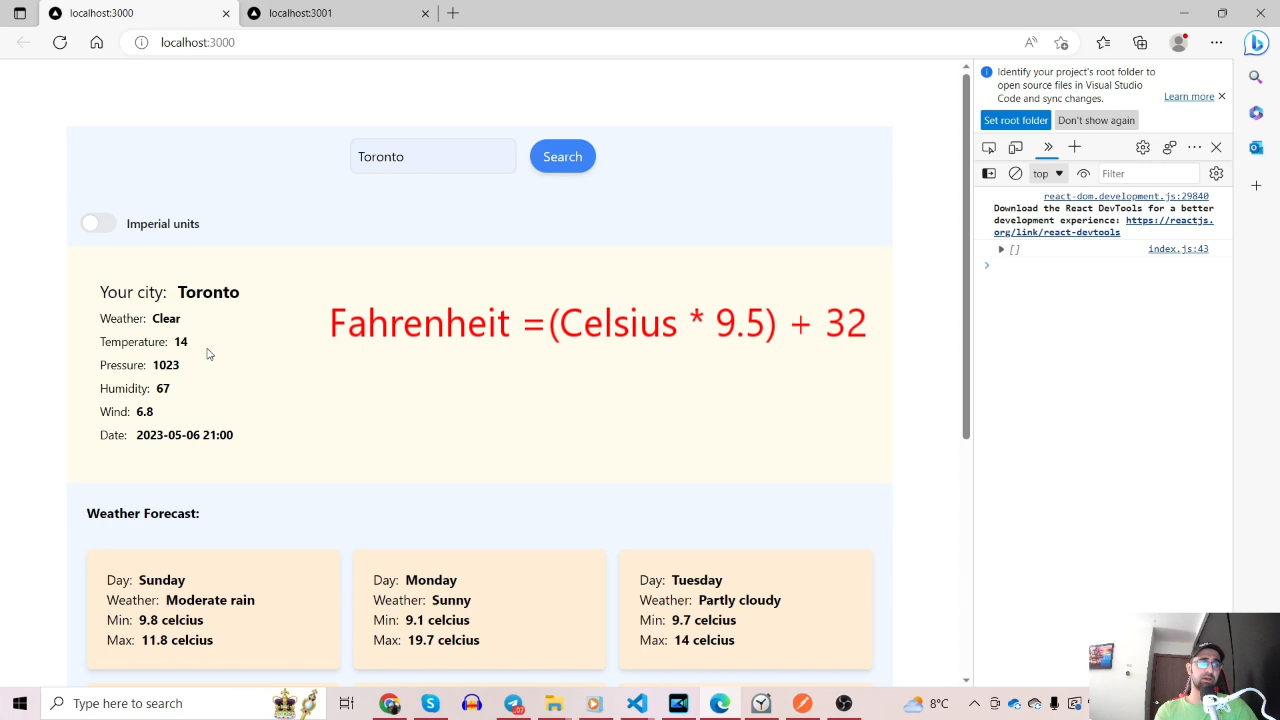 localhost:3000
localhost:3001
localhost:3000
Identify your project's root folder to
open source files in Visual Studio
Code and sync changes.
Learn more
Set root folder
Don't show again
top
Filter
react-dom.development.js:29840
Download the React DevTools for a better
development experience: https://reactjs.
org/link/react-devtools
[]
index.js:43
Toronto
Search
Imperial units
Your city: Toronto
Weather: Clear
Temperature: 14
Pressure: 1023
Humidity: 67
Wind: 6.8
Date: 2023-05-06 21:00
Fahrenheit =(Celsius * 9.5) + 32
Weather Forecast:
Day: Sunday
Weather: Moderate rain
Min: 9.8 celcius
Max: 11.8 celcius
Day: Monday
Weather: Sunny
Min: 9.1 celcius
Max: 19.7 celcius
Day: Tuesday
Weather: Partly cloudy
Min: 9.7 celcius
Max: 14 celcius
Type here to search
8°C